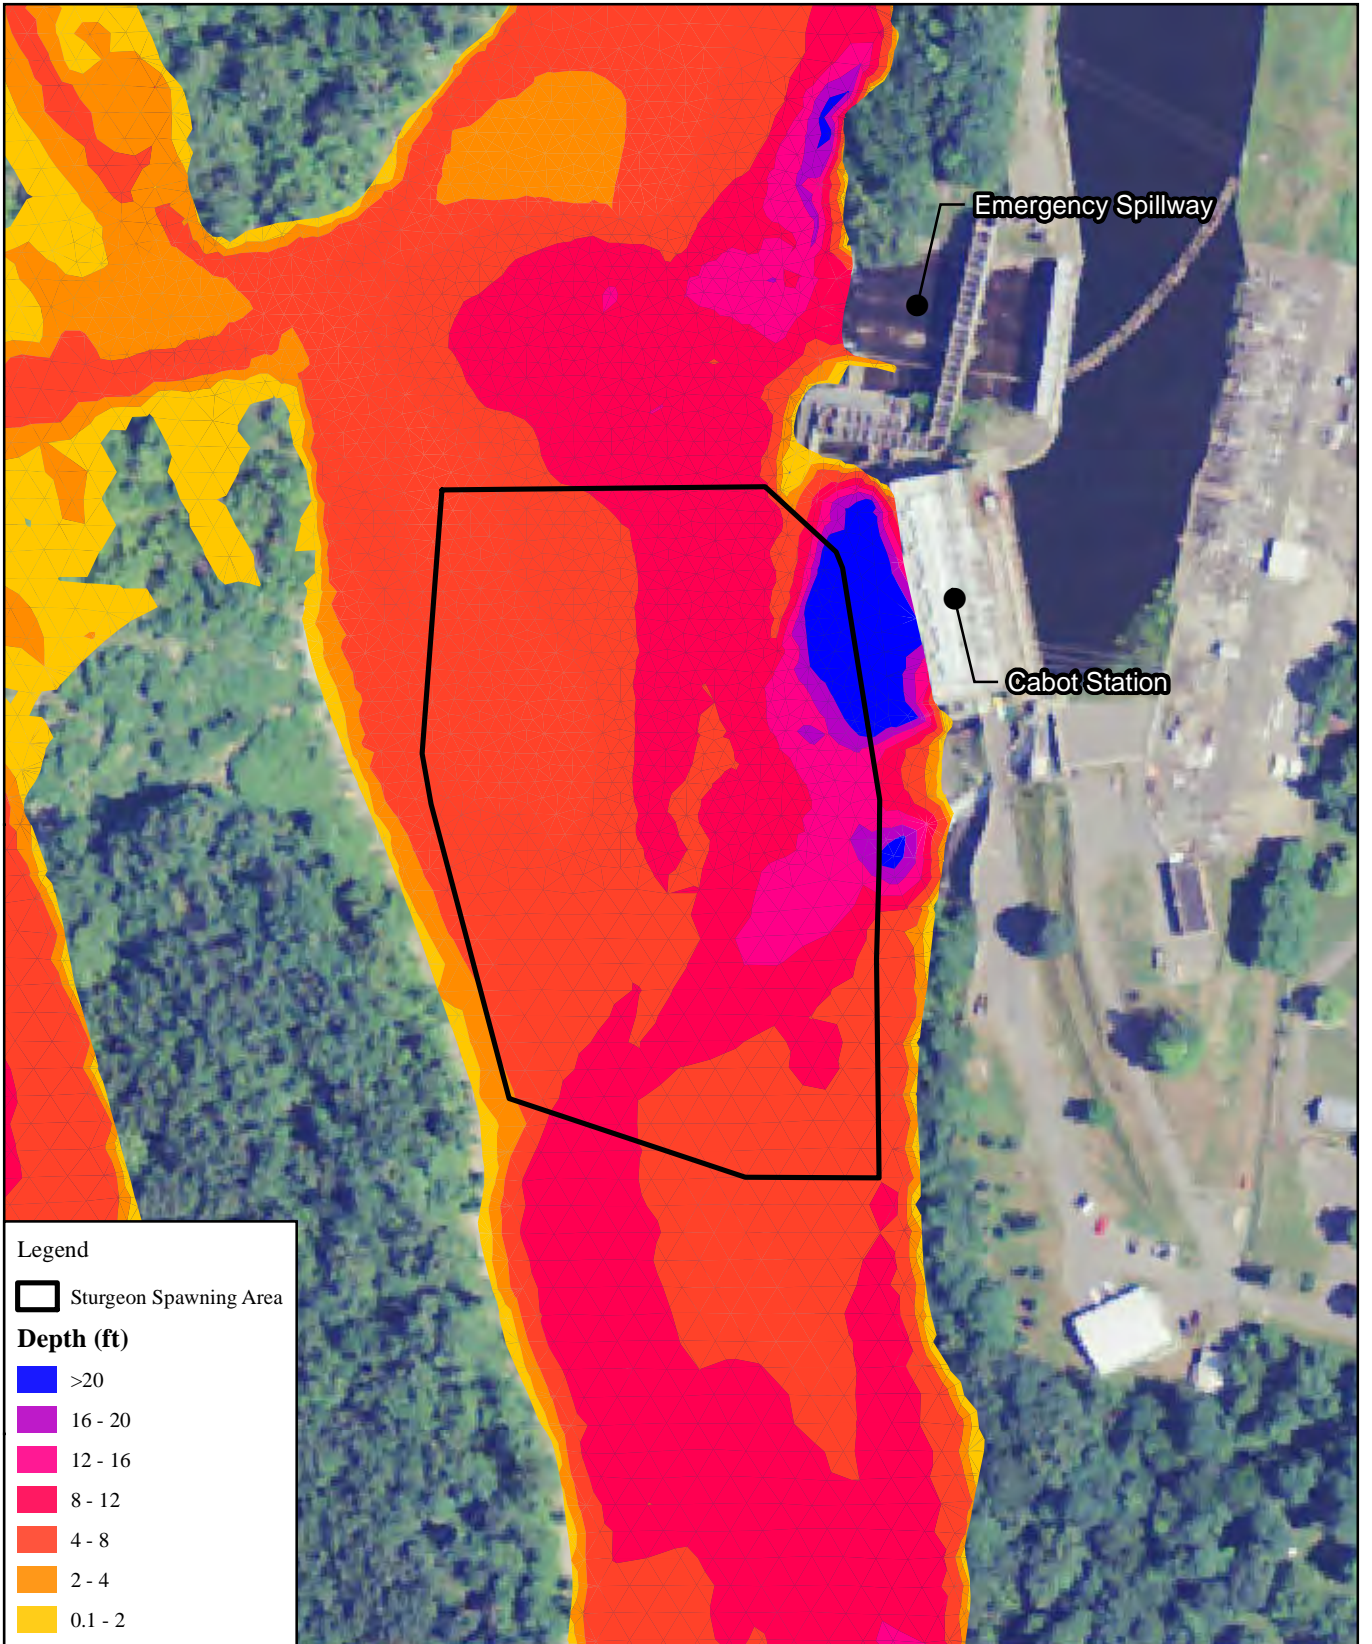 Emergency Spillway
Cabot Station
Legend
Sturgeon Spawning Area
Depth (ft)
>20
16 - 20
12 - 16
8 - 12
4 - 8
2 - 4
0.1 - 2